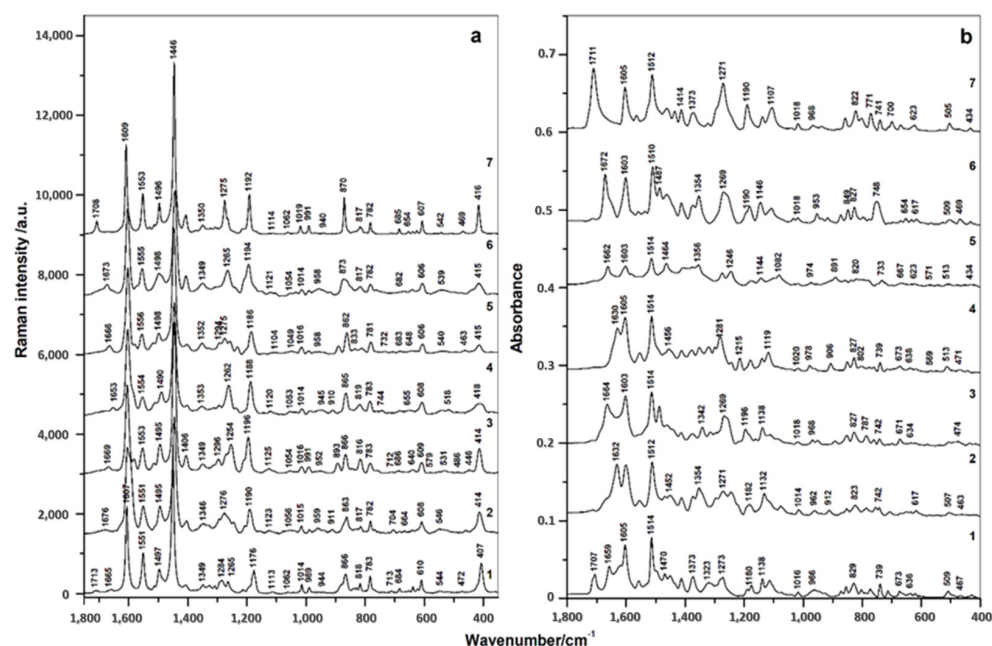 a
14,000
12,000
10,000
8,000
6,000
4,000
2,000
0
Raman intensity /a.u.
7
1708 1609 1553 1496 1446 1350 1275 1192 1114 1062 1019 991 940 870 817 782 685 654 607 542 469 416
6
1673 1555 1498 1349 1265 1194 1121 1054 1014 958 873 817 782 682 606 539 415
5
1666 1556 1498 1352 1294 1275 1186 1104 1049 1016 958 862 833 781 732 683 648 606 540 463 415
4
1653 1554 1490 1353 1262 1188 1120 1053 1014 945 910 865 819 783 744 655 608 518 418
3
1669 1553 1495 1406 1349 1296 1254 1196 1125 1054 1016 991 952 893 866 816 783 712 686 640 609 579 531 486 446 414
2
1676 1607 1551 1495 1346 1276 1190 1123 1056 1015 959 911 863 817 782 704 664 608 546 414
1
1713 1665 1551 1497 1349 1284 1265 1176 1113 1062 1014 989 944 866 818 783 713 684 610 544 472 407
1,800 1,600 1,400 1,200 1,000 800 600 400
b
0.7
0.6
0.5
0.4
0.3
0.2
0.1
0
Absorbance
7
1711 1605 1512 1414 1373 1271 1190 1107 1018 968 822 771 741 700 623 505 434
6
1672 1603 1510 1487 1354 1269 1190 1146 1018 953 849 827 748 654 617 509 469
5
1662 1603 1514 1464 1356 1246 1144 1082 974 891 820 733 667 623 571 513 434
4
1630 1605 1514 1456 1281 1215 1119 1020 978 906 827 802 739 673 638 569 513 471
3
1664 1603 1514 1342 1269 1196 1138 1018 968 827 787 742 671 634 474
2
1632 1512 1452 1354 1271 1182 1132 1014 962 912 823 742 617 507 463
1
1707 1659 1605 1514 1470 1373 1323 1273 1180 1138 1016 966 829 739 673 636 509 467
1,800 1,600 1,400 1,200 1,000 800 600 400
Wavenumber/cm⁻¹